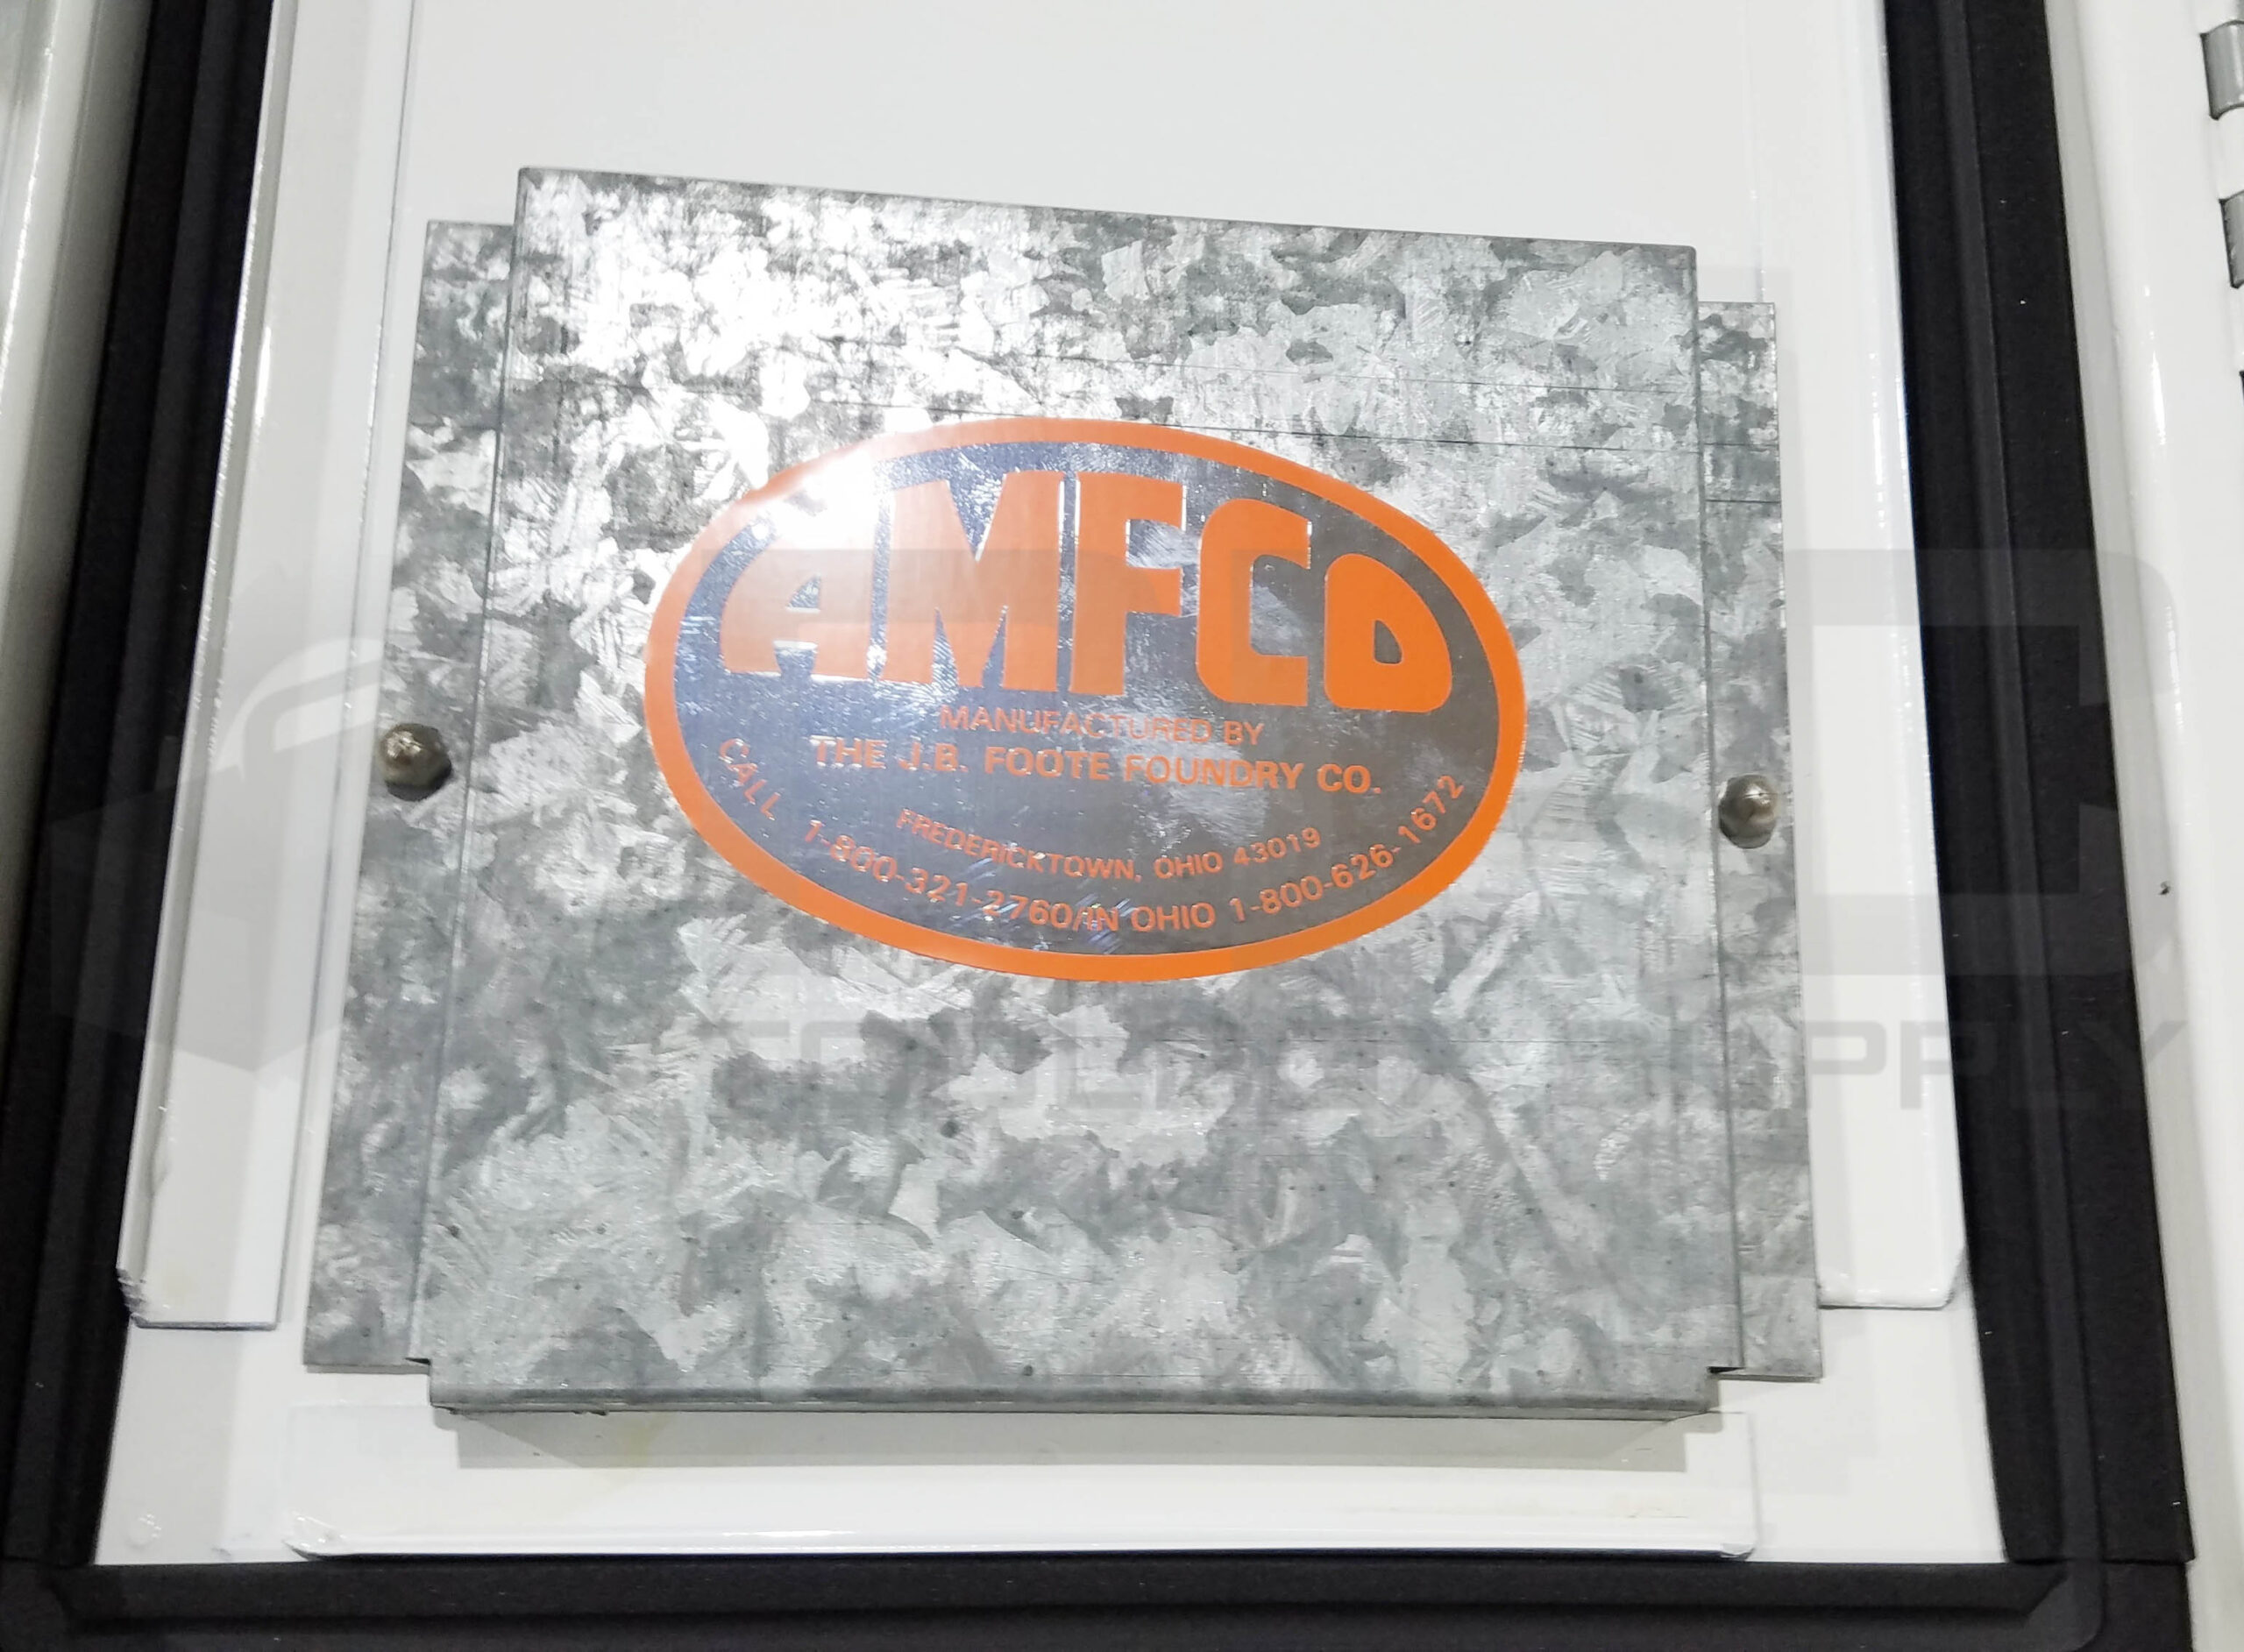 AMFCO
MANUFACTURED BY
THE J.B. FOOTE FOUNDRY CO.
FREDERICKTOWN, OHIO 43019
CALL 1-800-321-2760/IN OHIO 1-800-626-1672